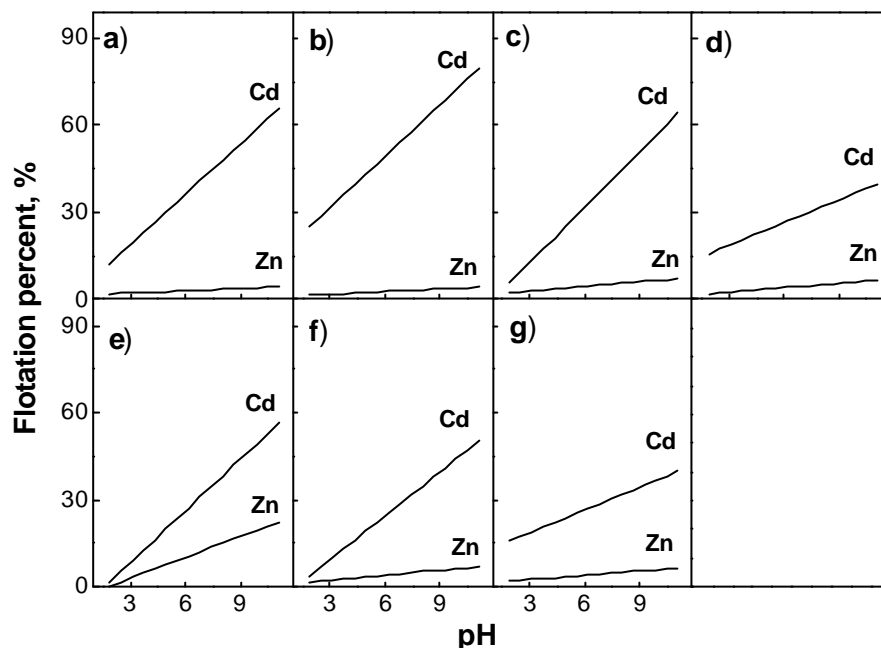 90
a)
b)
c)
d)
Cd
Cd
Cd
Cd
60
30
Zn
Zn
Zn
Zn
0
Flotation percent, %
90
e)
f)
g)
Cd
Cd
Cd
60
30
Zn
Zn
Zn
0
3 6 9
3 6 9
3 6 9
pH